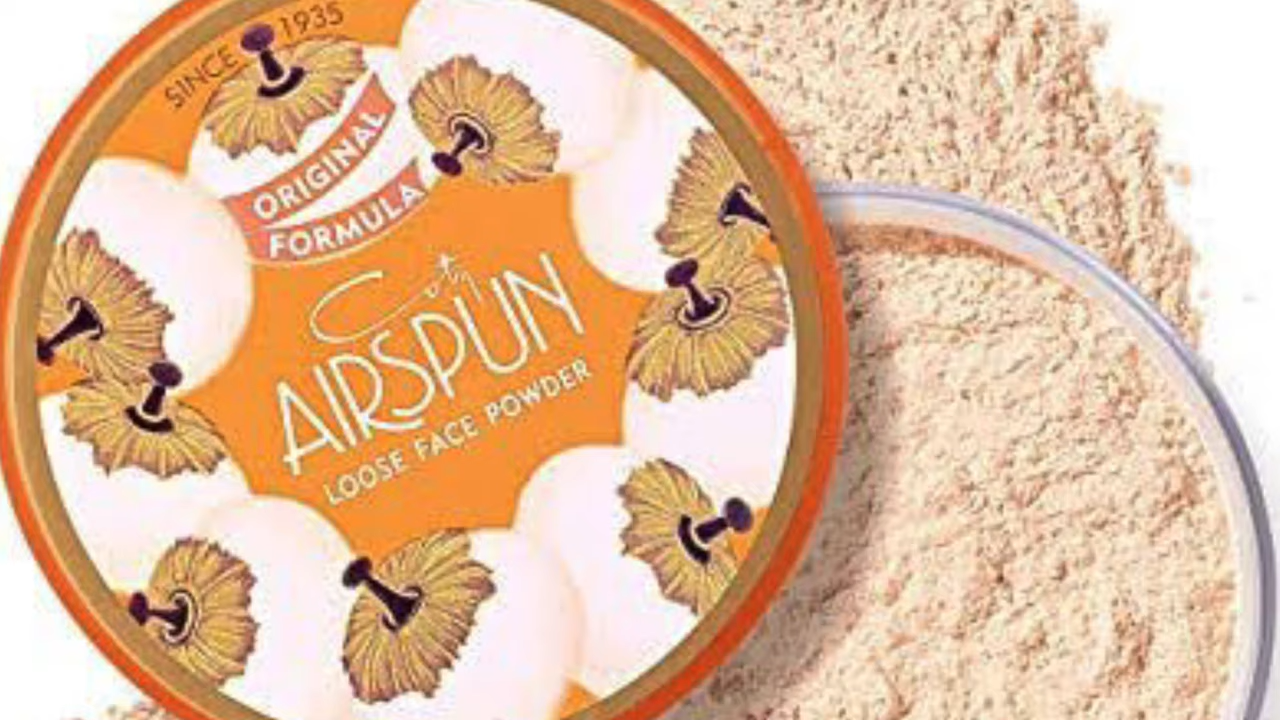 SINCE 1935
ORIGINAL
FORMULA
Coty
AIRSPUN
LOOSE FACE POWDER